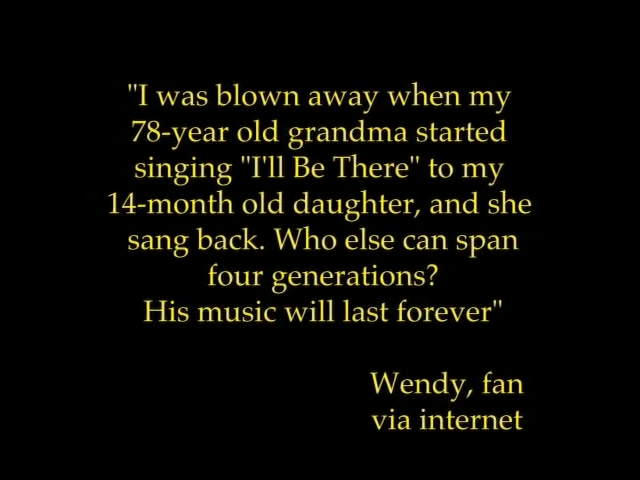 "I was blown away when my
78-year old grandma started
singing "I'll Be There" to my
14-month old daughter, and she
sang back. Who else can span
four generations?
His music will last forever"
Wendy, fan
via internet